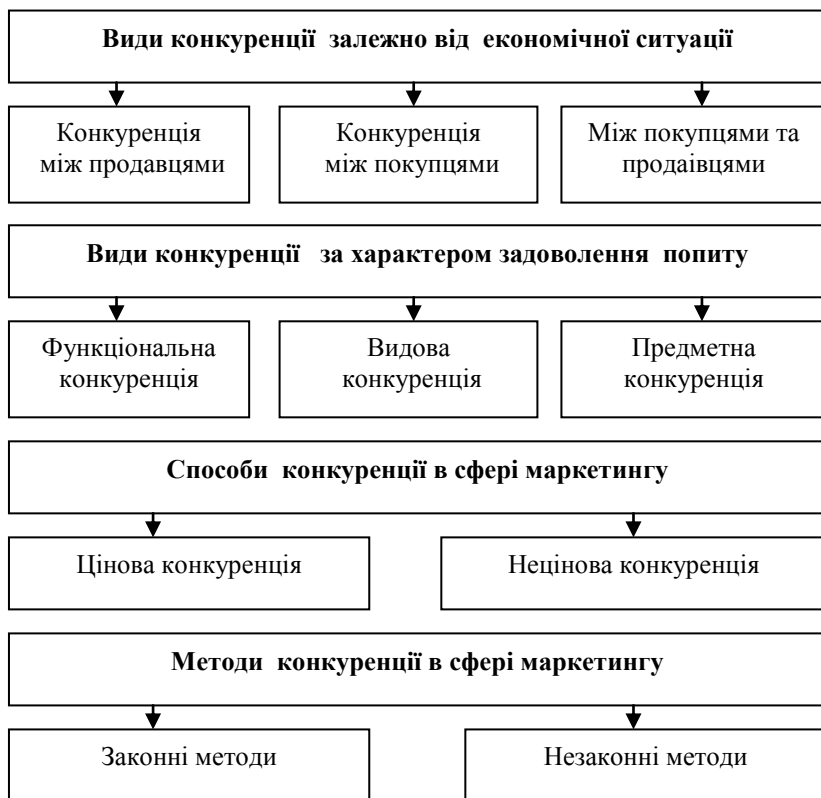 Види конкуренції залежно від економічної ситуації
Конкуренція
між продавцями
Конкуренція
між покупцями
Між покупцями та
продаівцями
Види конкуренції за характером задоволення попиту
Функціональна
конкуренція
Видова
конкуренція
Предметна
конкуренція
Способи конкуренції в сфері маркетингу
Цінова конкуренція
Нецінова конкуренція
Методи конкуренції в сфері маркетингу
Законні методи
Незаконні методи